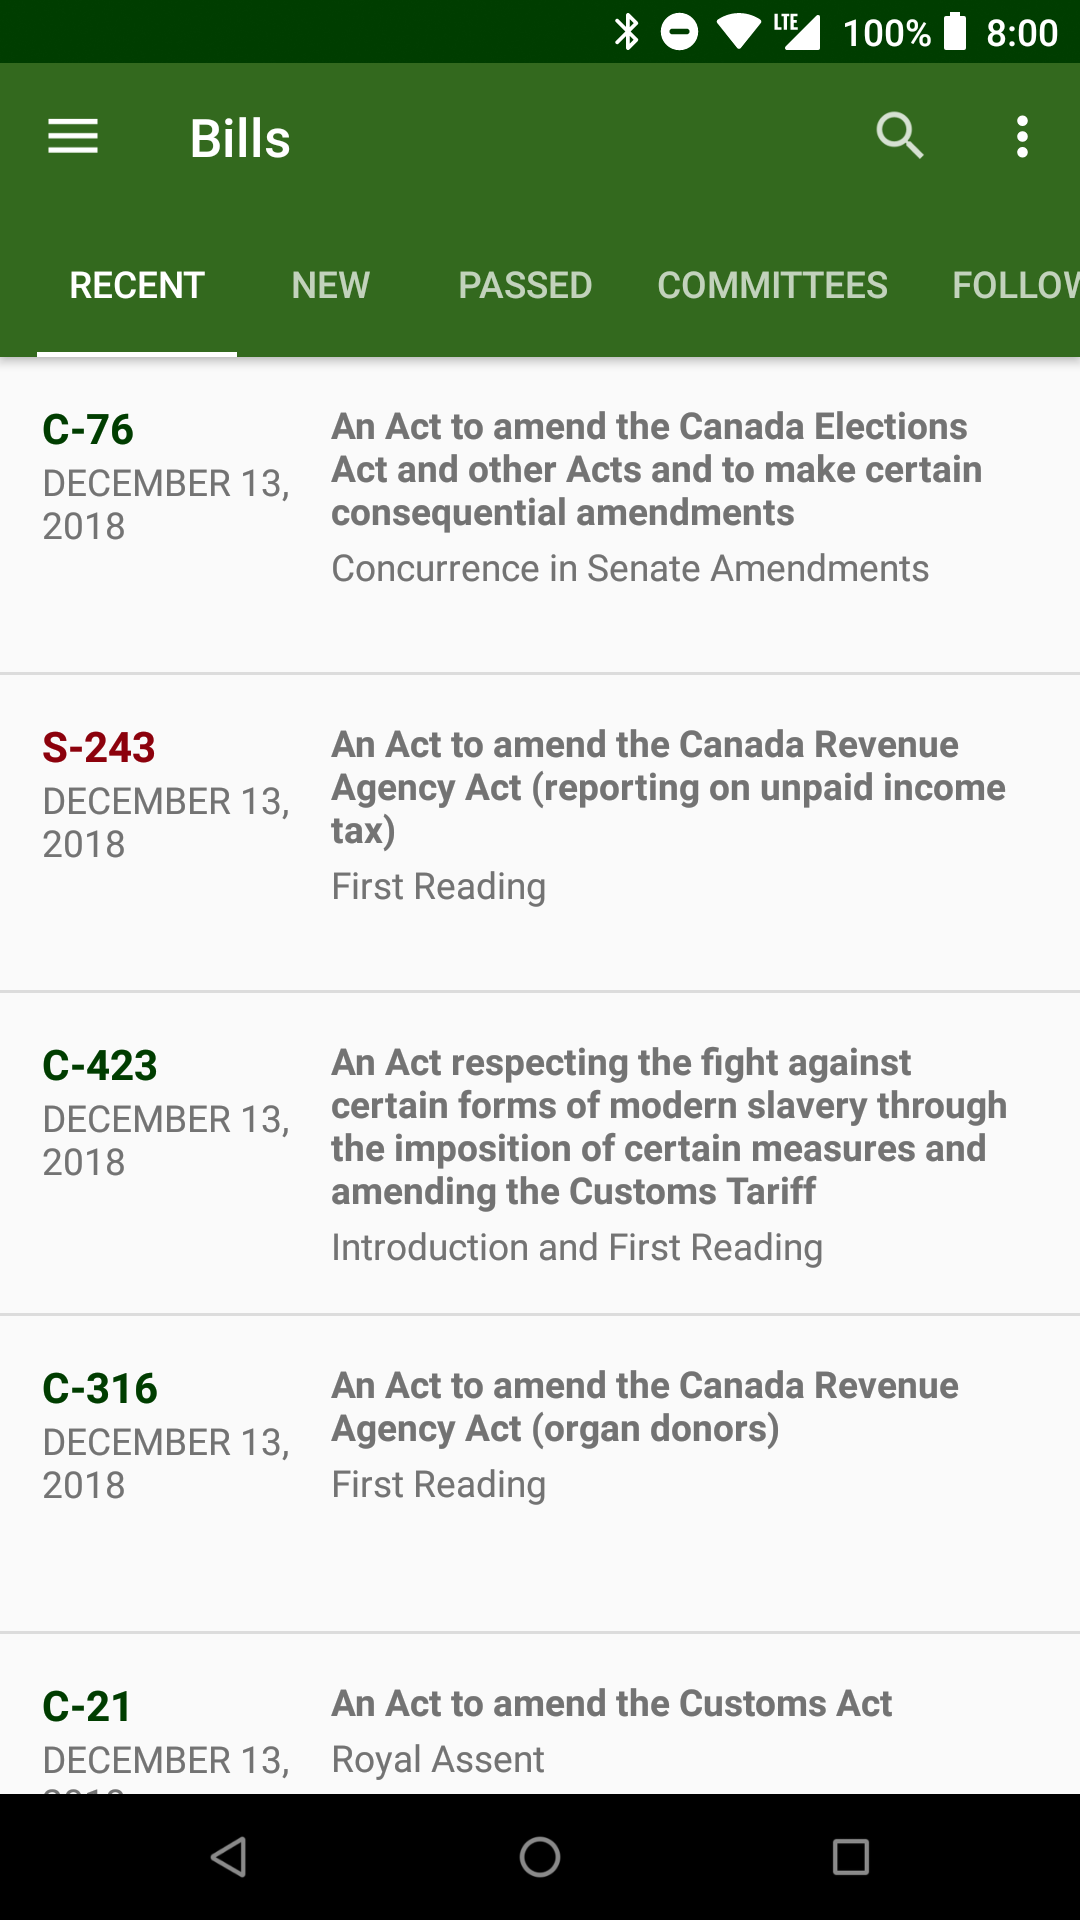 LTE 100% 8:00
Bills
RECENT NEW PASSED COMMITTEES FOLLOW
C-76
DECEMBER 13,
2018
An Act to amend the Canada Elections
Act and other Acts and to make certain
consequential amendments
Concurrence in Senate Amendments
S-243
DECEMBER 13,
2018
An Act to amend the Canada Revenue
Agency Act (reporting on unpaid income
tax)
First Reading
C-423
DECEMBER 13,
2018
An Act respecting the fight against
certain forms of modern slavery through
the imposition of certain measures and
amending the Customs Tariff
Introduction and First Reading
C-316
DECEMBER 13,
2018
An Act to amend the Canada Revenue
Agency Act (organ donors)
First Reading
C-21
DECEMBER 13,
An Act to amend the Customs Act
Royal Assent